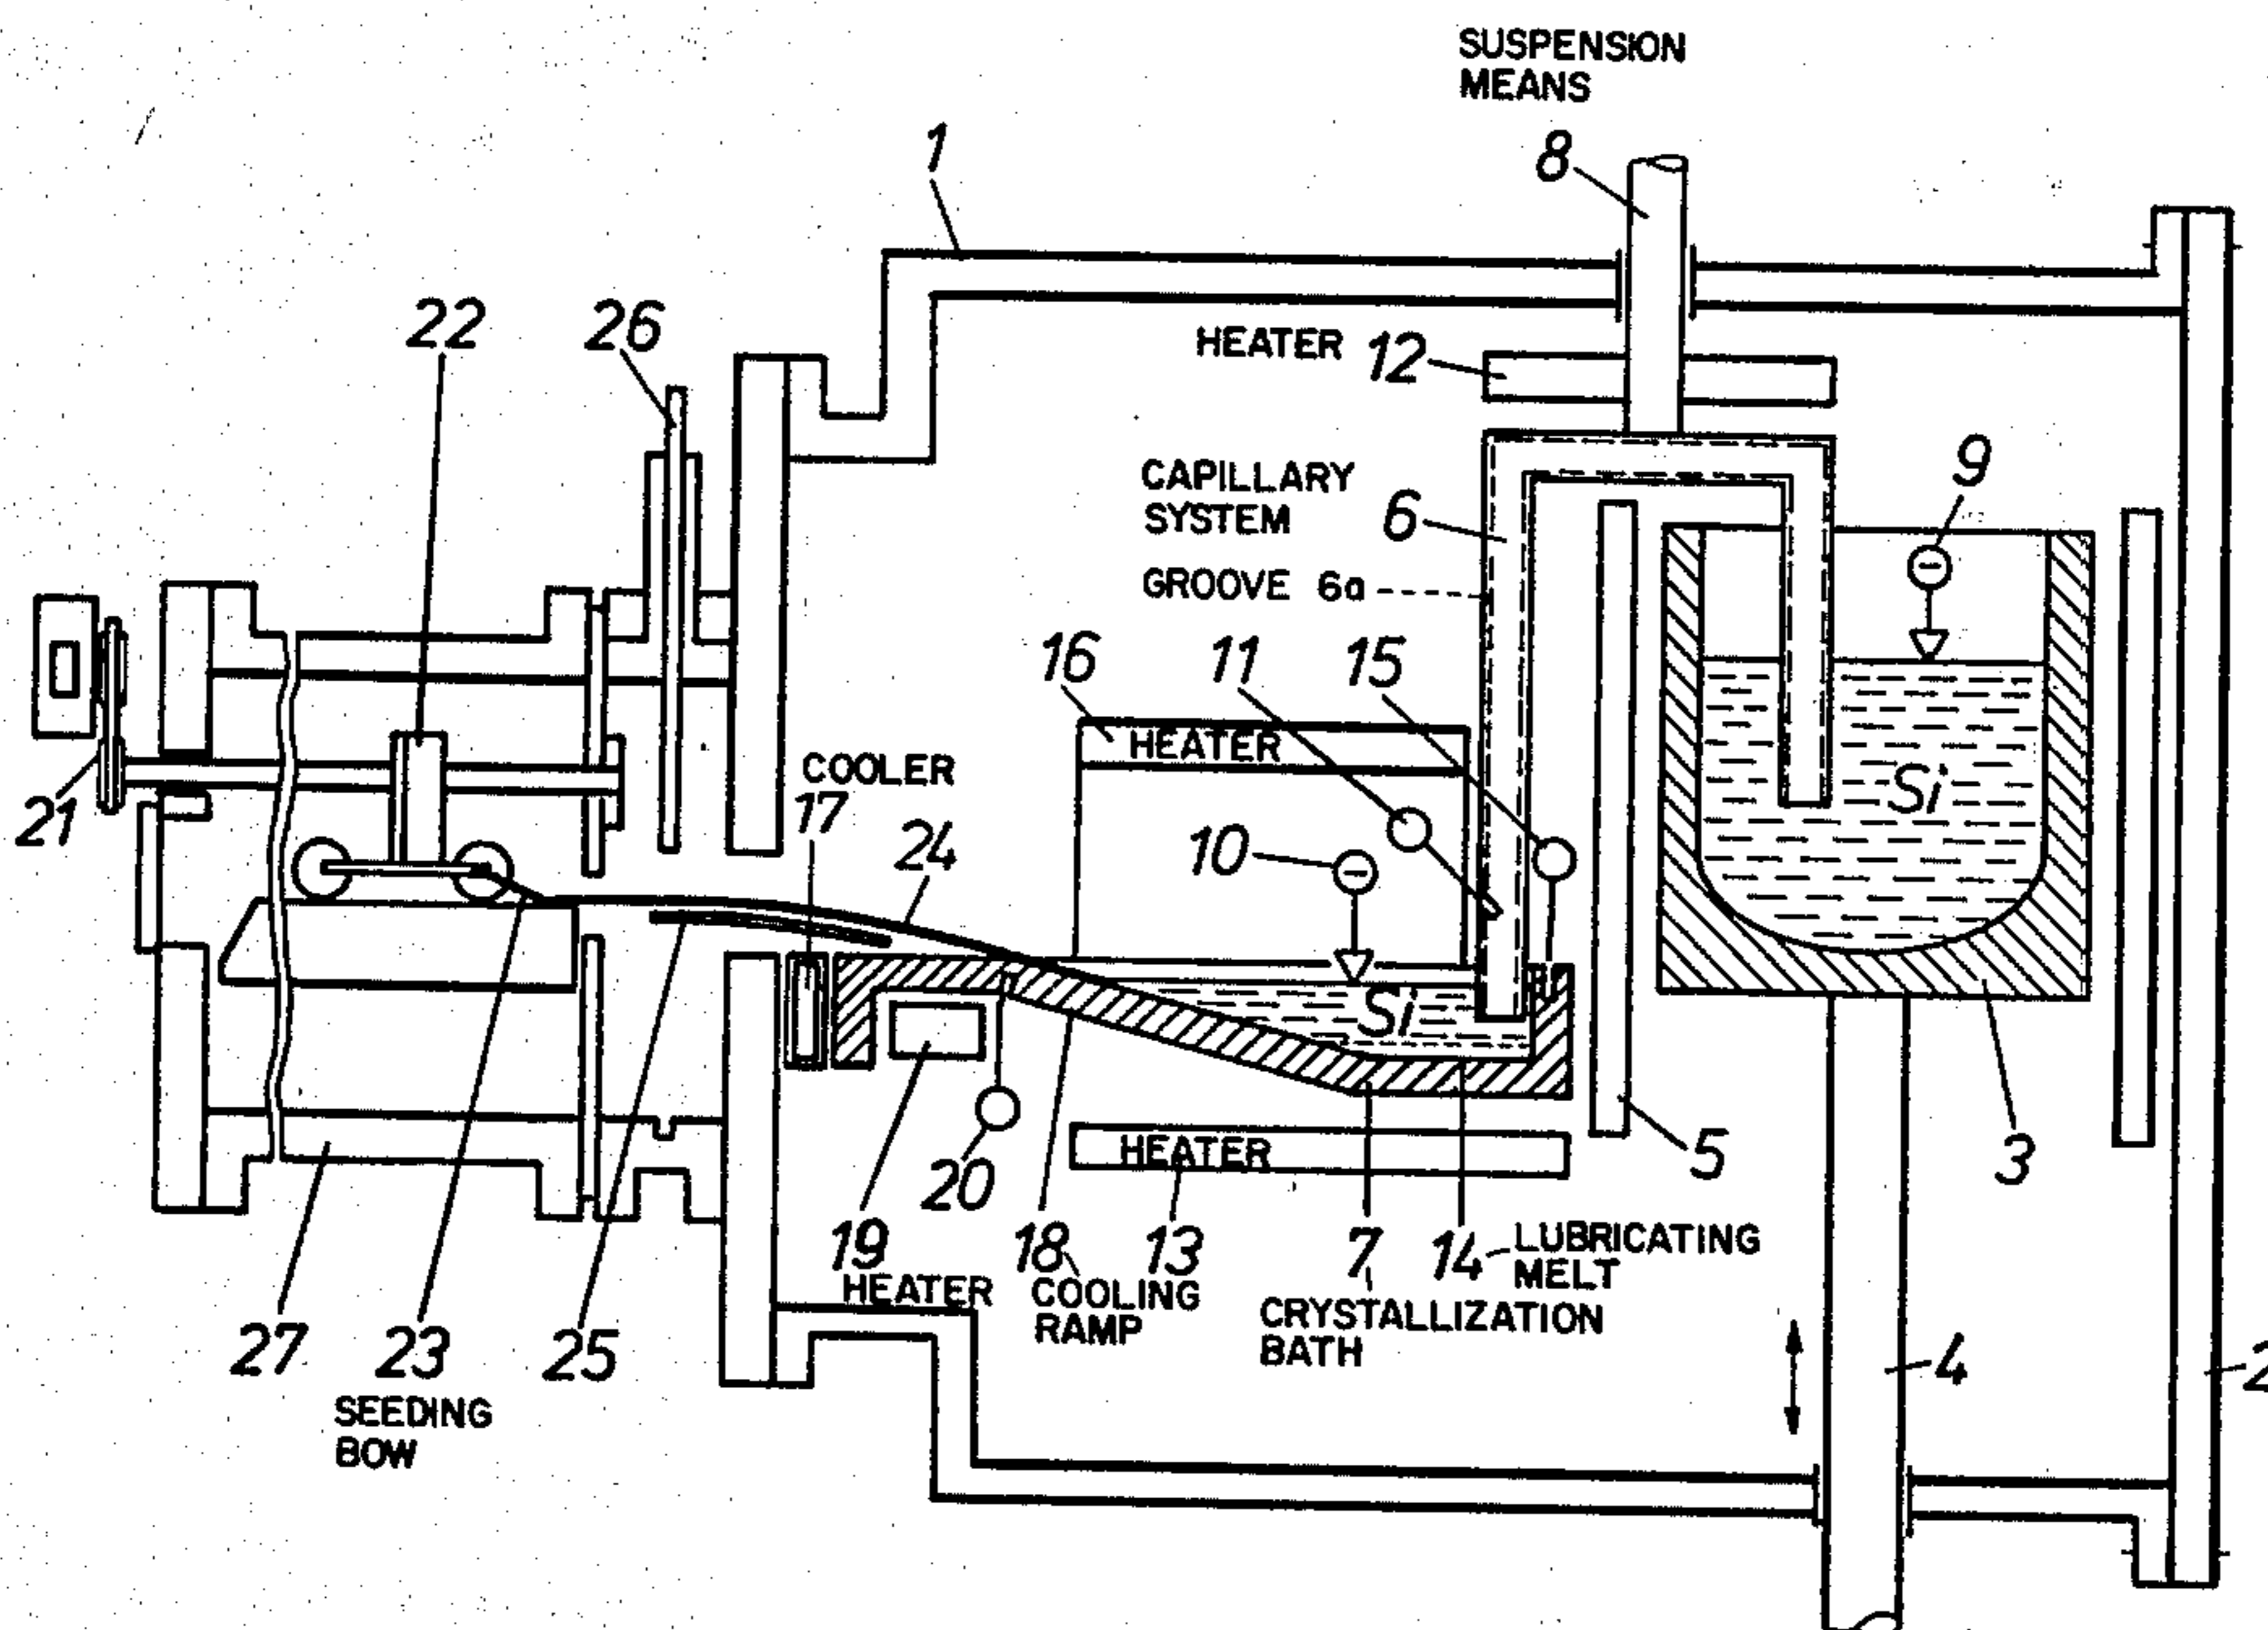 SUSPENSION
MEANS
8
1
22
26
HEATER 12
9
CAPILLARY
SYSTEM
6
GROOVE 6a
16
11
15
HEATER
COOLER
17
21
24
10
Si
Si
20
HEATER
5
3
19
HEATER
18
COOLING
RAMP
13
7
CRYSTALLIZATION
BATH
14
LUBRICATING
MELT
27
23
SEEDING
BOW
25
4
2